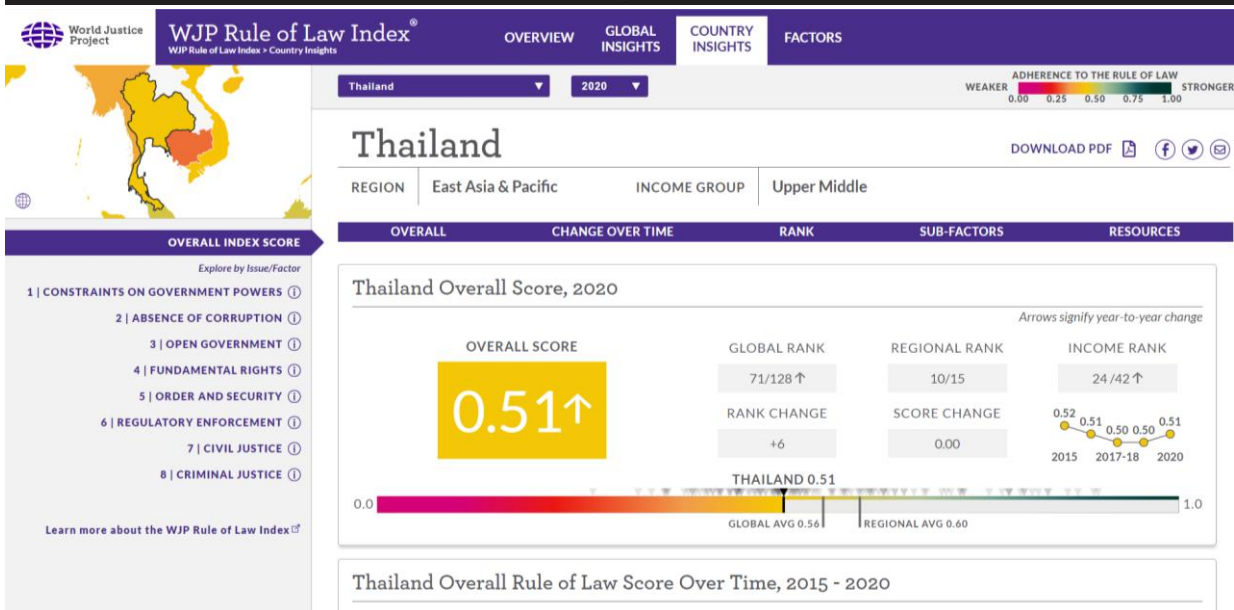 World Justice
Project
WJP Rule of Law Index®
WJP Rule of Law Index > Country Insights
OVERVIEW
GLOBAL
INSIGHTS
COUNTRY
INSIGHTS
FACTORS
Thailand
2020
ADHERENCE TO THE RULE OF LAW
WEAKER STRONGER
0.00 0.25 0.50 0.75 1.00
Thailand
DOWNLOAD PDF
REGION East Asia & Pacific INCOME GROUP Upper Middle
OVERALL CHANGE OVER TIME RANK SUB-FACTORS RESOURCES
OVERALL INDEX SCORE
Explore by Issue/Factor
1 | CONSTRAINTS ON GOVERNMENT POWERS
2 | ABSENCE OF CORRUPTION
3 | OPEN GOVERNMENT
4 | FUNDAMENTAL RIGHTS
5 | ORDER AND SECURITY
6 | REGULATORY ENFORCEMENT
7 | CIVIL JUSTICE
8 | CRIMINAL JUSTICE
Learn more about the WJP Rule of Law Index
Thailand Overall Score, 2020
Arrows signify year-to-year change
OVERALL SCORE
0.51↑
GLOBAL RANK REGIONAL RANK INCOME RANK
71/128↑ 10/15 24/42↑
RANK CHANGE SCORE CHANGE
+6 0.00
0.52 0.51 0.50 0.50 0.51
2015 2017-18 2020
THAILAND 0.51
0.0 1.0
GLOBAL AVG 0.56 REGIONAL AVG 0.60
Thailand Overall Rule of Law Score Over Time, 2015 - 2020